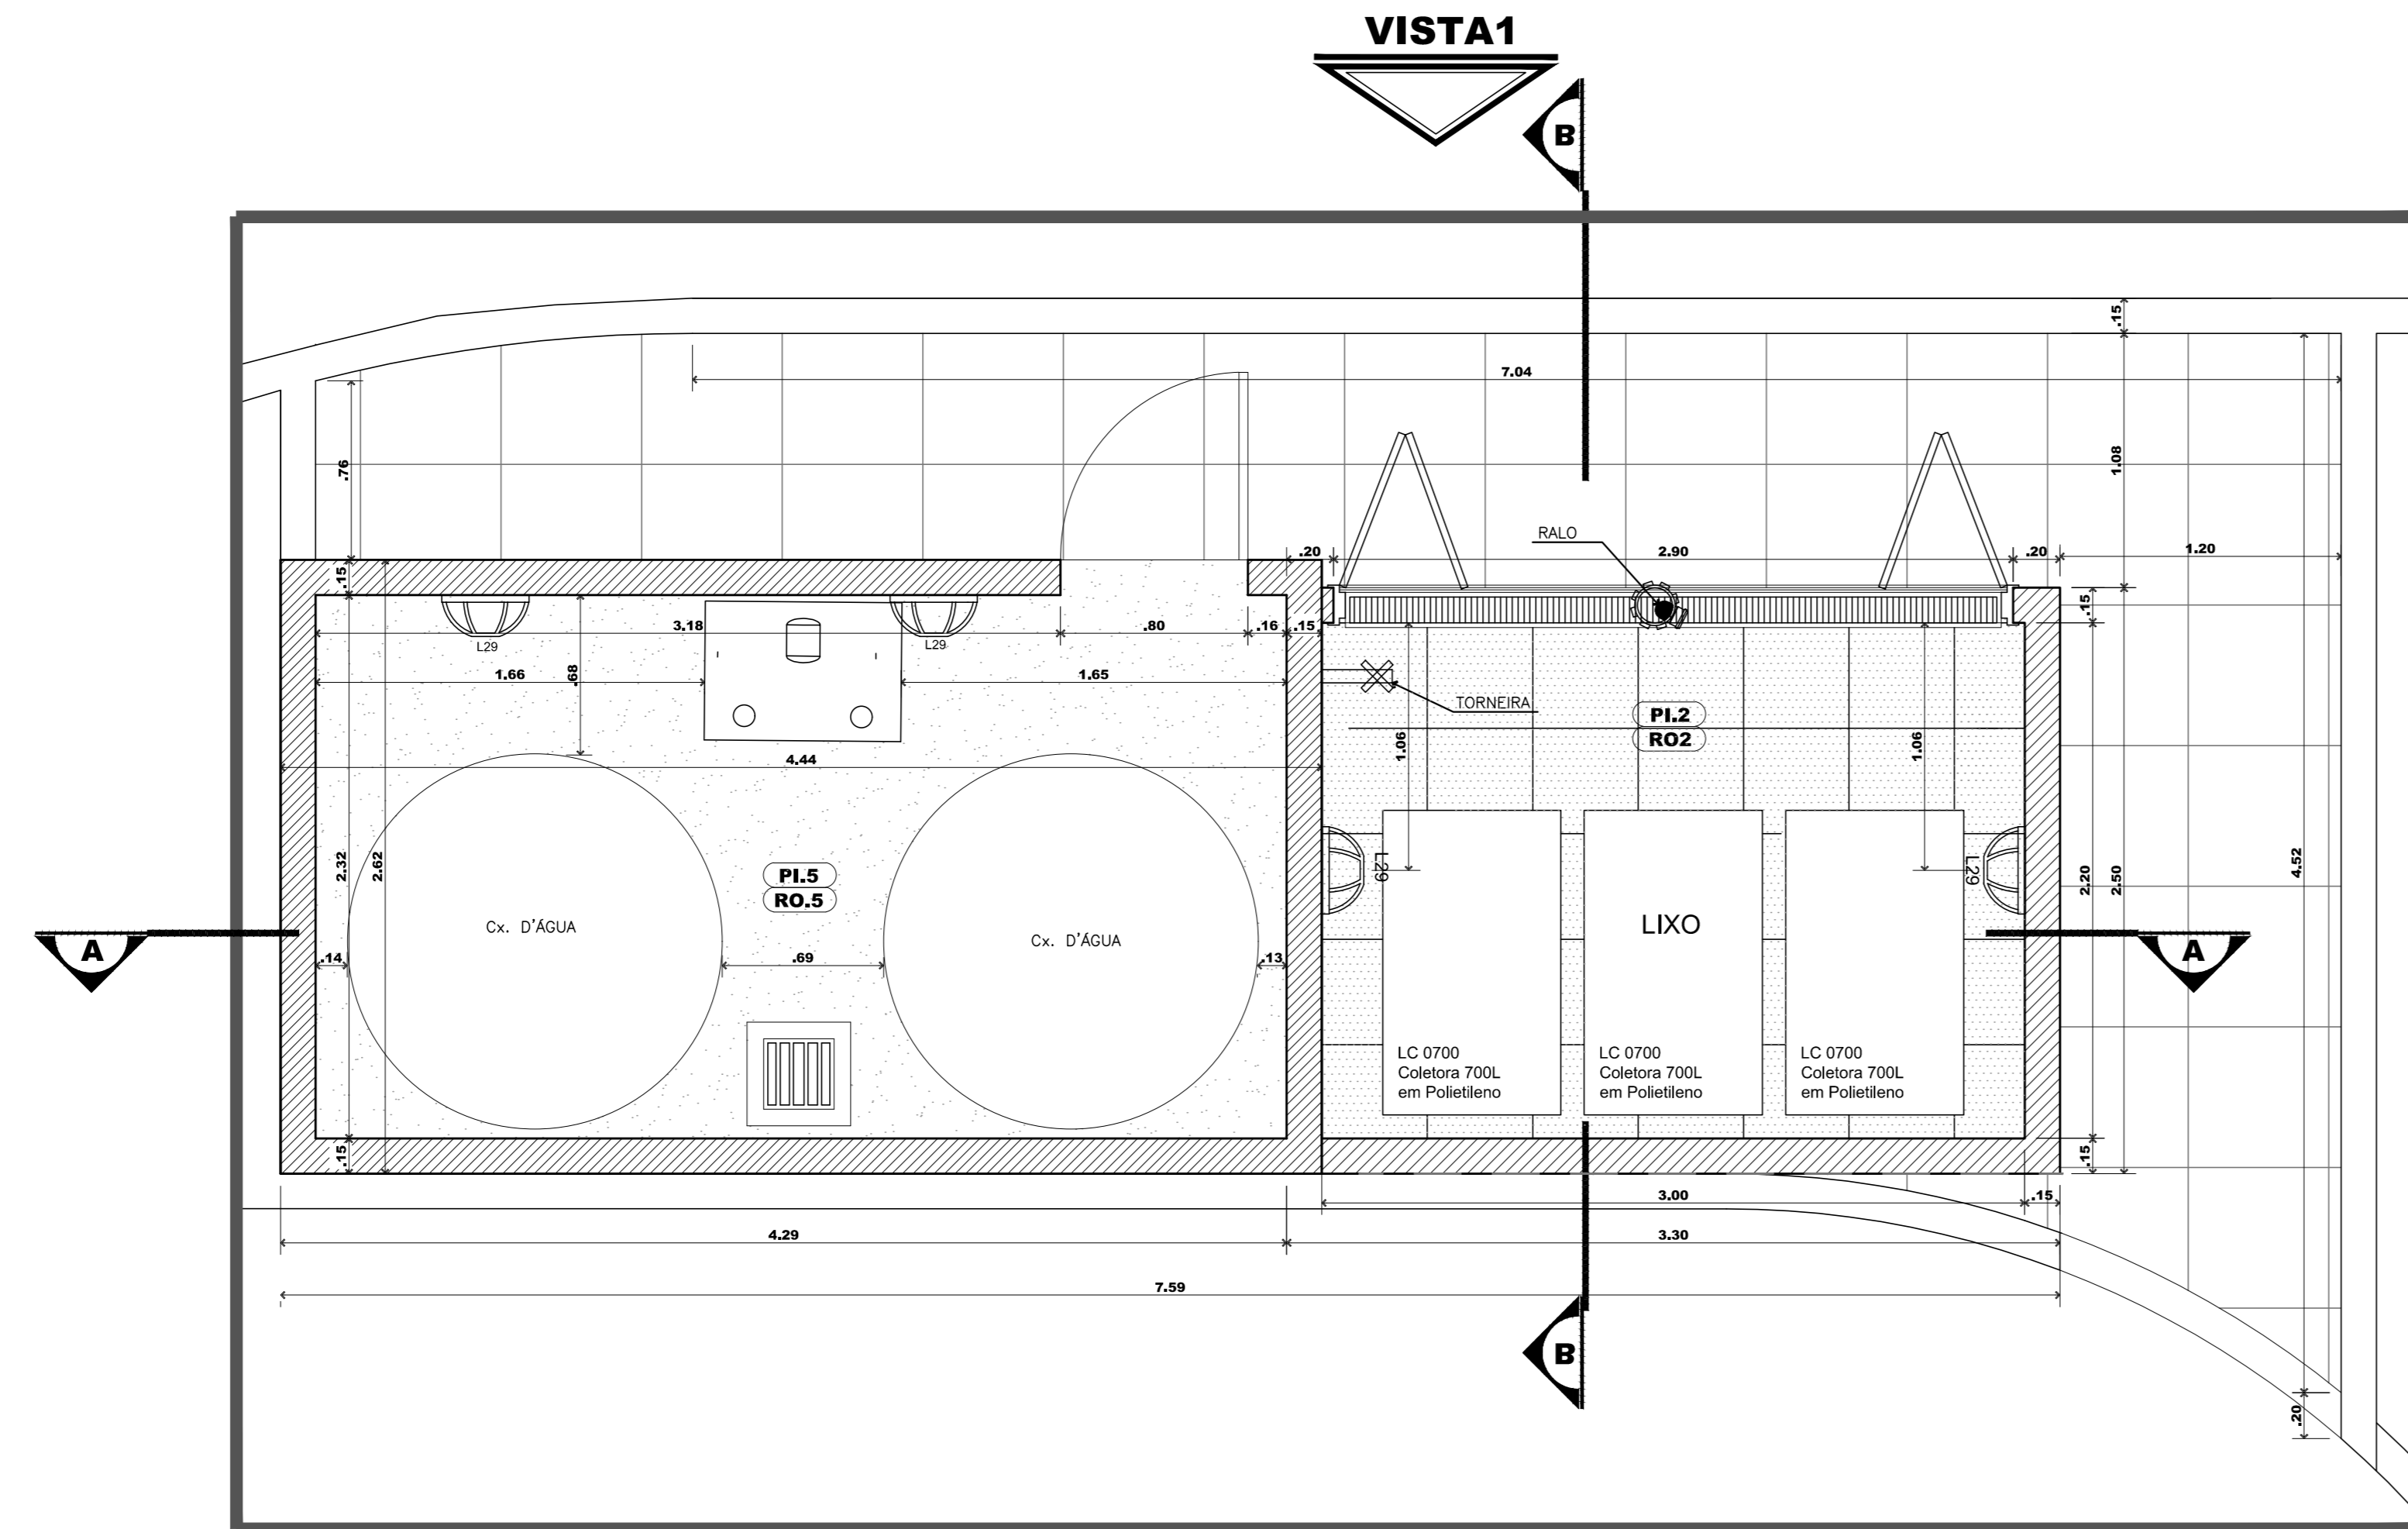 VISTA1
B
.15
7.04
.76
1.08
RALO
.20
2.90
.20
1.20
.15
.15
3.18
.80
.16
.15
L29
L29
.68
1.66
1.65
TORNEIRA
PI.2
RO2
1.06
1.06
4.44
2.32
2.62
PI.5
RO.5
L29
L29
2.20
2.50
4.52
Cx. D'ÁGUA
Cx. D'ÁGUA
LIXO
A
A
.14
.69
.13
LC 0700
Coletora 700L
em Polietileno
LC 0700
Coletora 700L
em Polietileno
LC 0700
Coletora 700L
em Polietileno
.15
.15
3.00
.15
4.29
3.30
7.59
B
.20